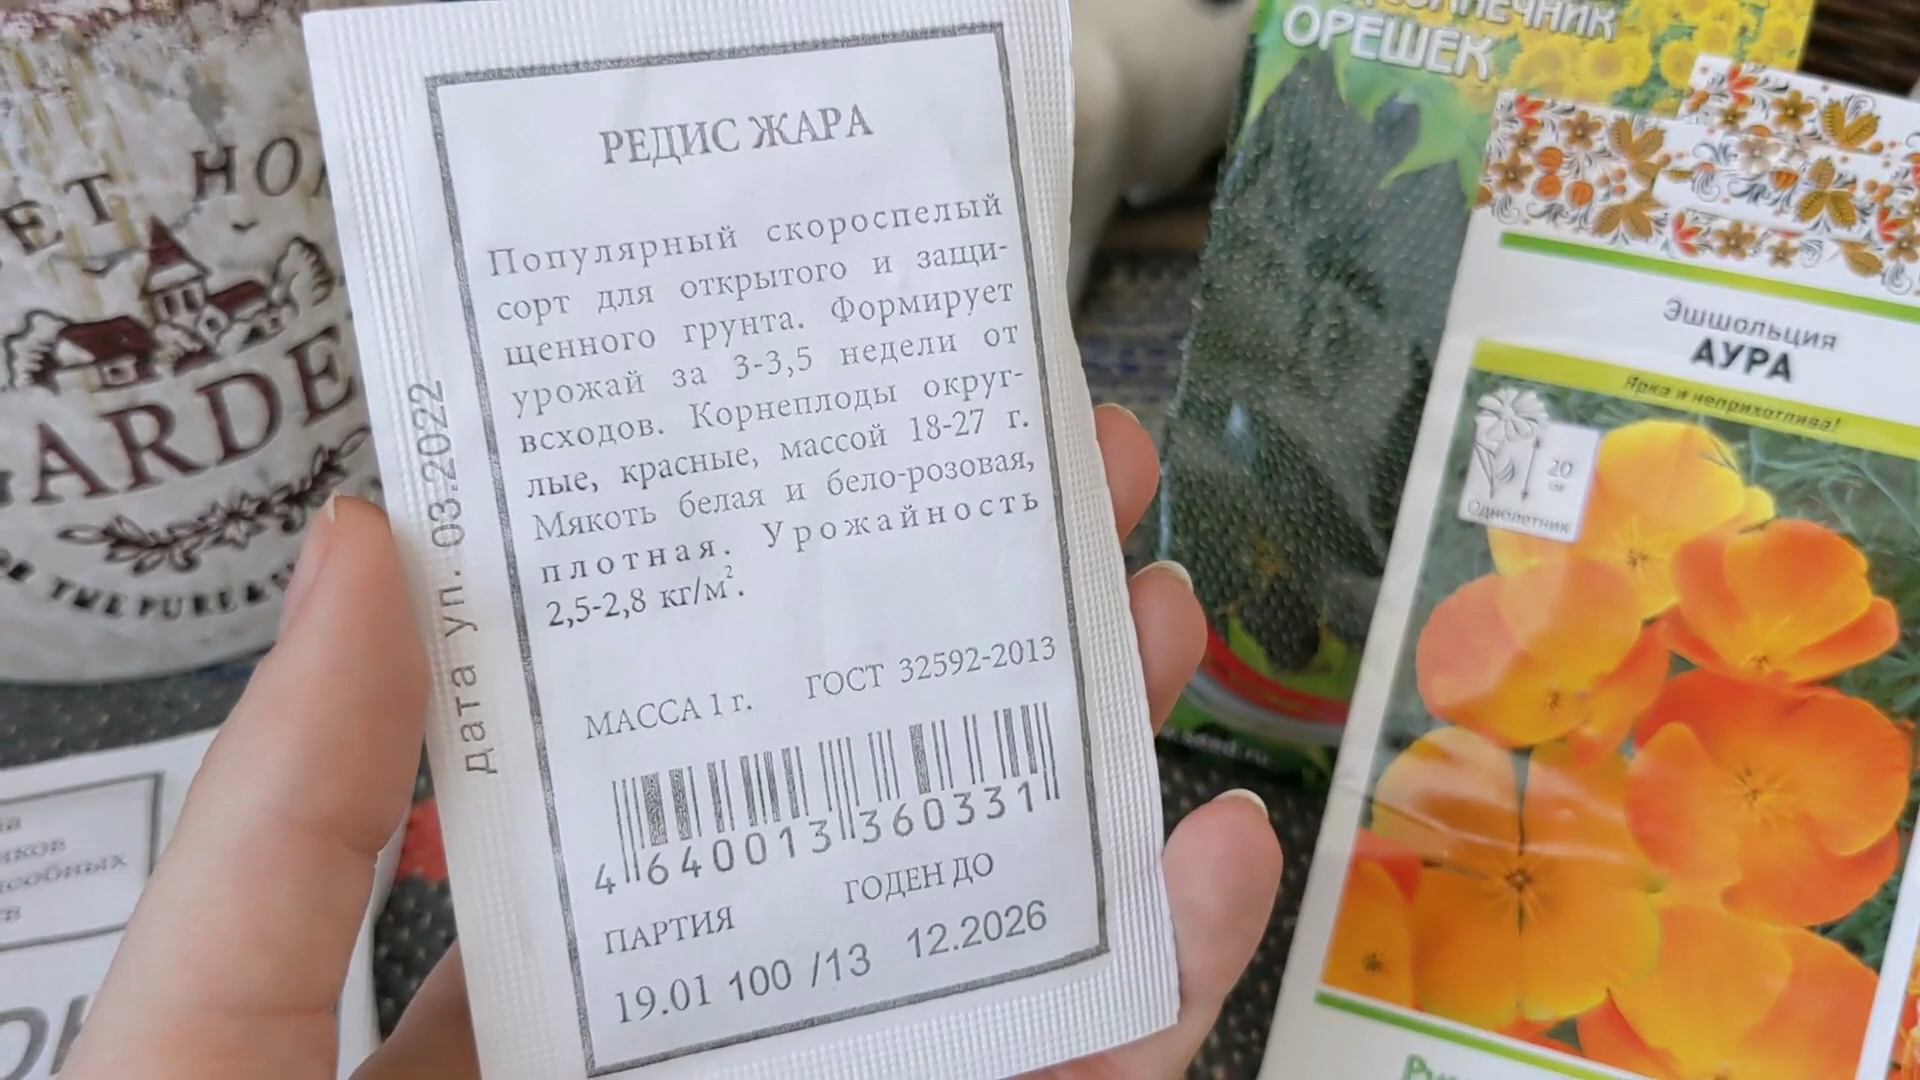 РЕДИС ЖАРА
Популярный скороспелый
сорт для открытого и защи-
щенного грунта. Формирует
урожай за 3-3,5 недели от
всходов. Корнеплоды округ-
лые, красные, массой 18-27 г.
Мякоть белая и бело-розовая,
плотная. Урожайность
2,5-2,8 кг/м².
МАССА 1 г. ГОСТ 32592-2013
4 640013 360331
ПАРТИЯ ГОДЕН ДО
19.01 100 /13 12.2026
дата уп. 03.2022
ОРЕШЕК
Эшшольция
АУРА
Ярка и неприхотлива!
20
см
Однолетник
GARDE
THE PURE &